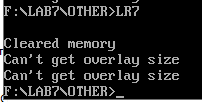 F:\LAB7\OTHER>LR7
Cleared memory
Can't get overlay size
Can't get overlay size
F:\LAB7\OTHER>_